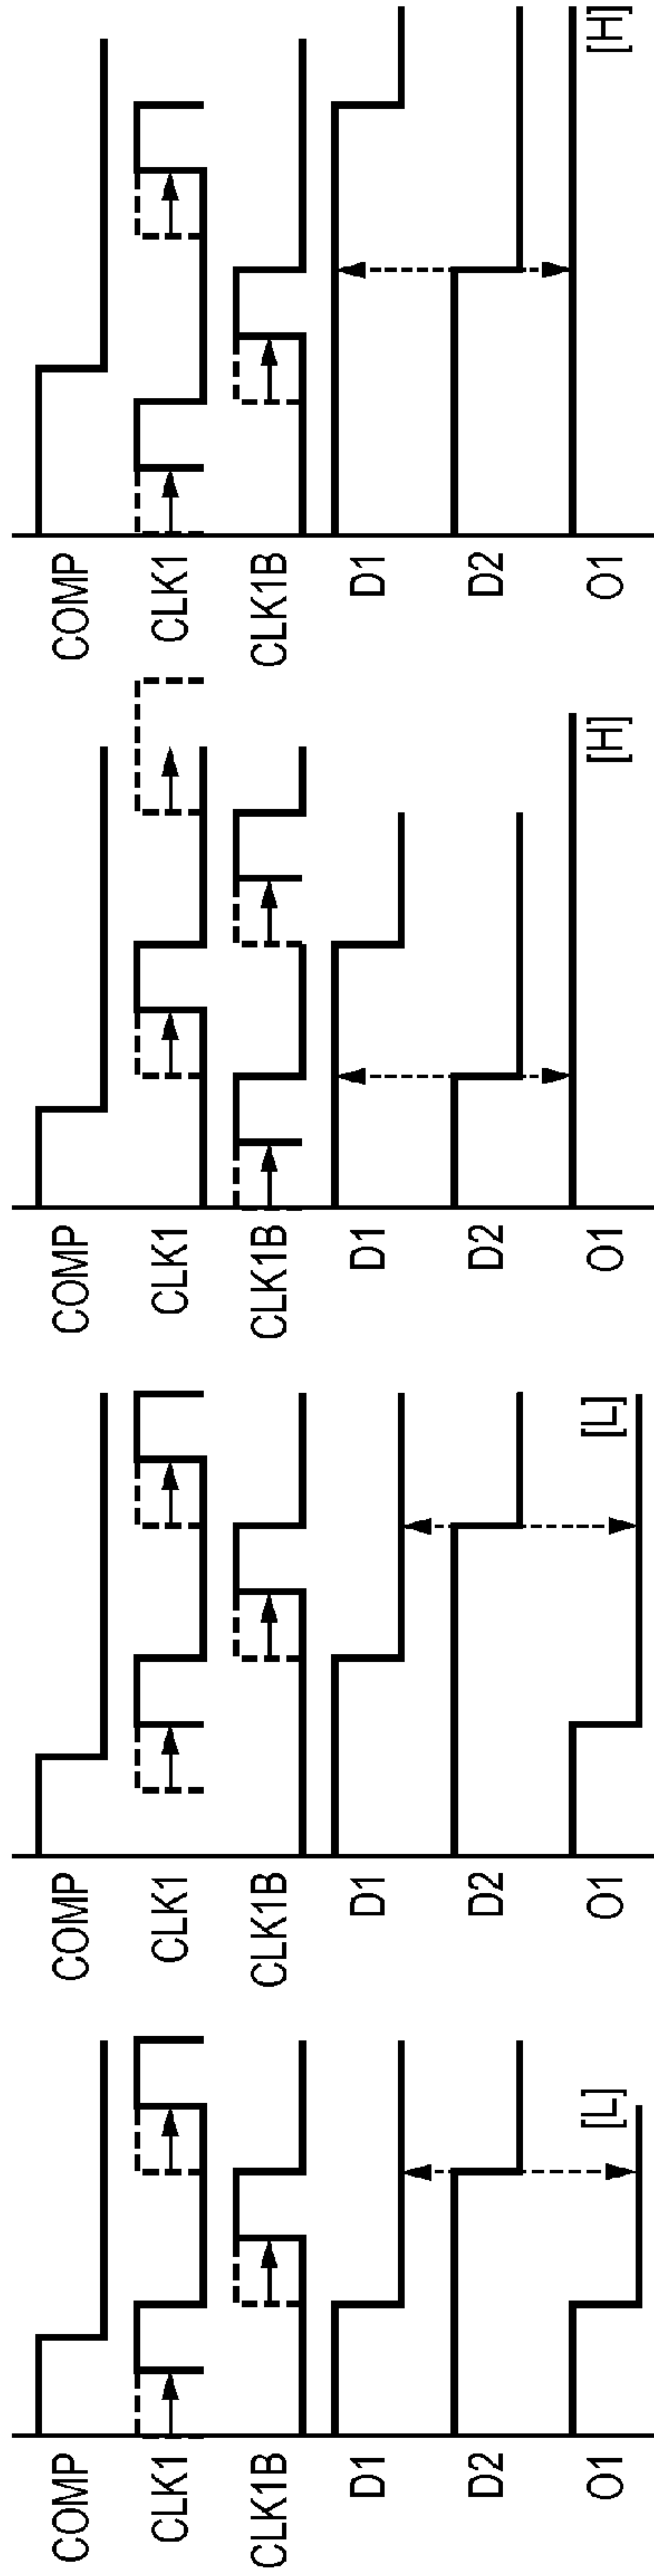 COMP
CLK1
CLK1B
D1
D2
O1
[L]
COMP
CLK1
CLK1B
D1
D2
O1
[L]
COMP
CLK1
CLK1B
D1
D2
O1
[H]
COMP
CLK1
CLK1B
D1
D2
O1
[H]